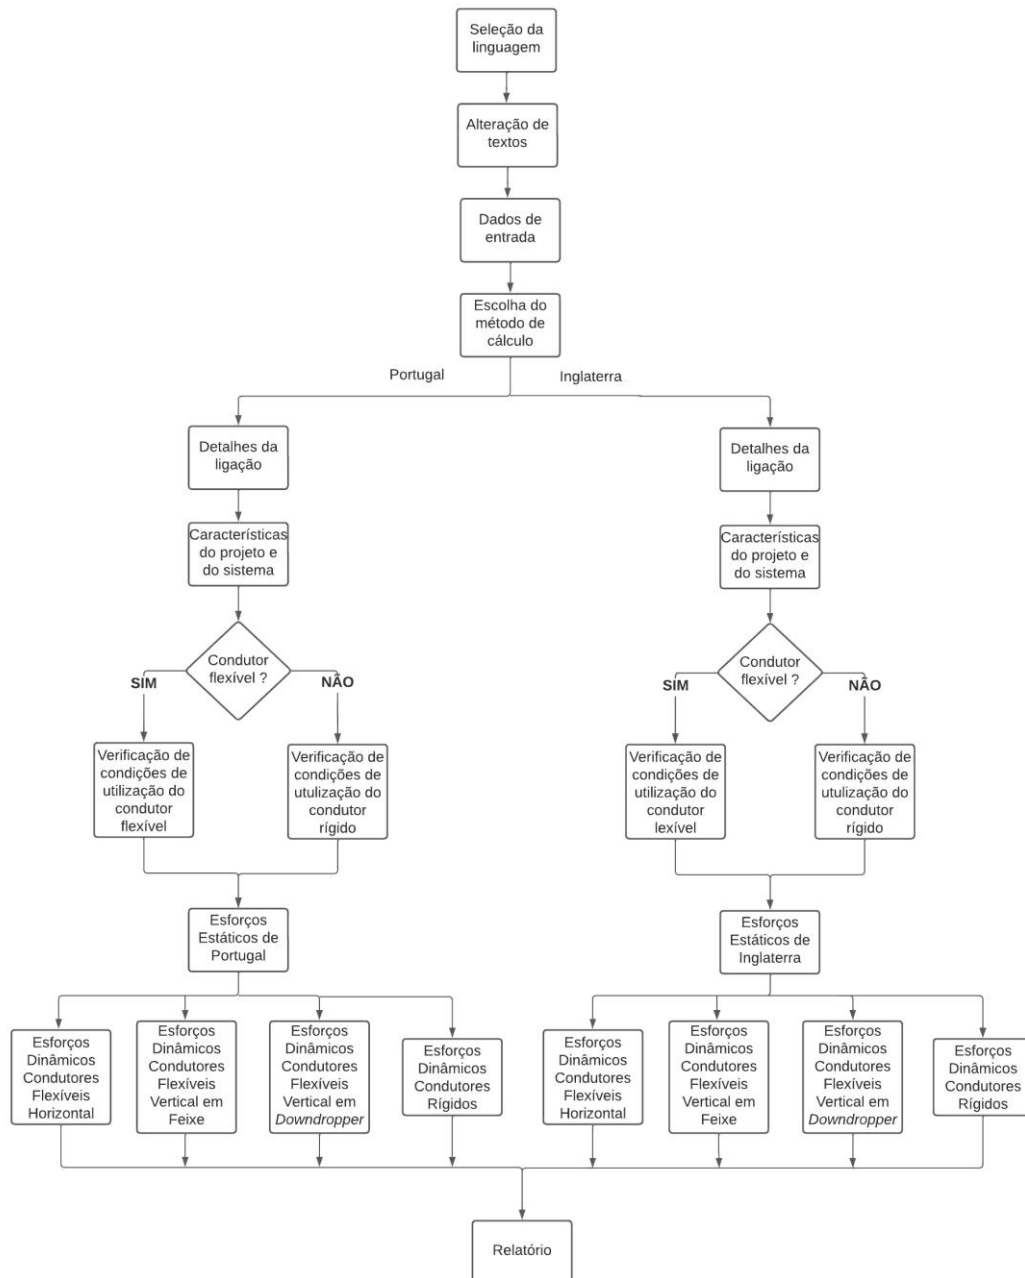 Seleção da
linguagem
Alteração de
textos
Dados de
entrada
Escolha do
método de
cálculo
Portugal
Inglaterra
Detalhes da
ligação
Detalhes da
ligação
Características
do projeto e
do sistema
Características
do projeto e
do sistema
Condutor
flexível ?
SIM
NÃO
Condutor
flexível ?
SIM
NÃO
Verificação de
condições de
utilização do
condutor
flexível
Verificação de
condições de
utulização do
condutor
rígido
Verificação de
condições de
utilização do
condutor
lexível
Verificação de
condições de
utulização do
condutor
rígido
Esforços
Estáticos de
Portugal
Esforços
Estáticos de
Inglaterra
Esforços
Dinâmicos
Condutores
Flexíveis
Horizontal
Esforços
Dinâmicos
Condutores
Flexíveis
Vertical em
Feixe
Esforços
Dinâmicos
Condutores
Flexíveis
Vertical em
Downdropper
Esforços
Dinâmicos
Condutores
Rígidos
Esforços
Dinâmicos
Condutores
Flexíveis
Horizontal
Esforços
Dinâmicos
Condutores
Flexíveis
Vertical em
Feixe
Esforços
Dinâmicos
Condutores
Flexíveis
Vertical em
Downdropper
Esforços
Dinâmicos
Condutores
Rígidos
Relatório